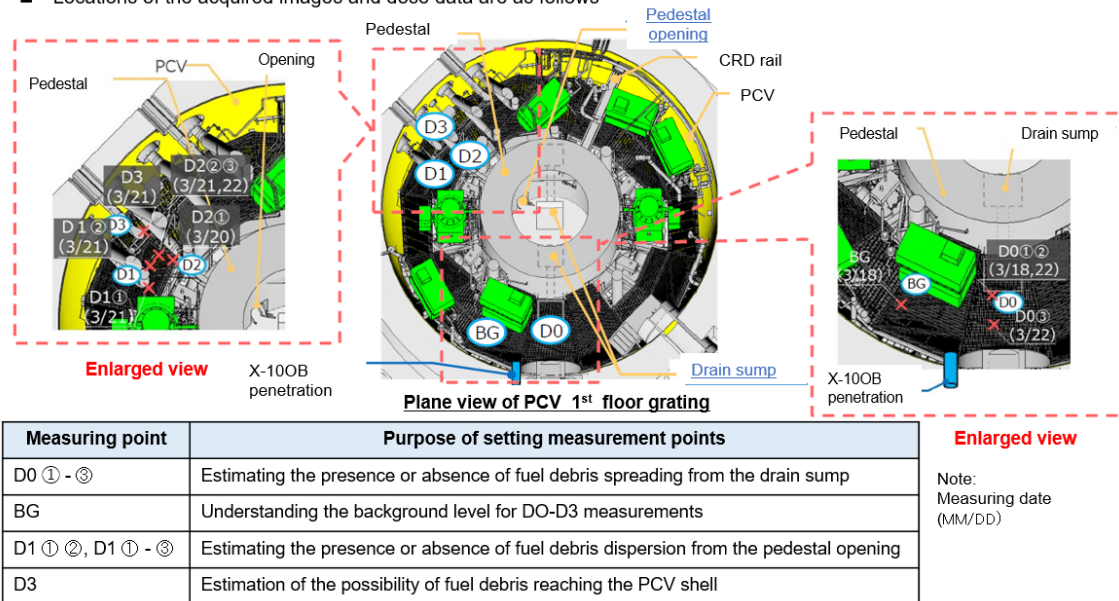 ■ Locations of the acquired images and dose data are as follows
Pedestal
PCV
Opening
D3
(3/21)
D2②③
(3/21,22)
D1②
(3/21)
D3
D2①
(3/20)
D1
D2
D1①
(3/21)
Enlarged view
X-10OB
penetration
Pedestal
Pedestal
opening
CRD rail
PCV
D3
D2
D1
BG
D0
Drain sump
Plane view of PCV 1st floor grating
Pedestal
Drain sump
BG
(3/18)
BG
D0①②
(3/18,22)
D0
D0③
(3/22)
X-10OB
penetration
Enlarged view
Measuring point Purpose of setting measurement points
D0 ① - ③ Estimating the presence or absence of fuel debris spreading from the drain sump
BG Understanding the background level for DO-D3 measurements
D1 ① ②, D1 ① - ③ Estimating the presence or absence of fuel debris dispersion from the pedestal opening
D3 Estimation of the possibility of fuel debris reaching the PCV shell
Note:
Measuring date
(MM/DD)